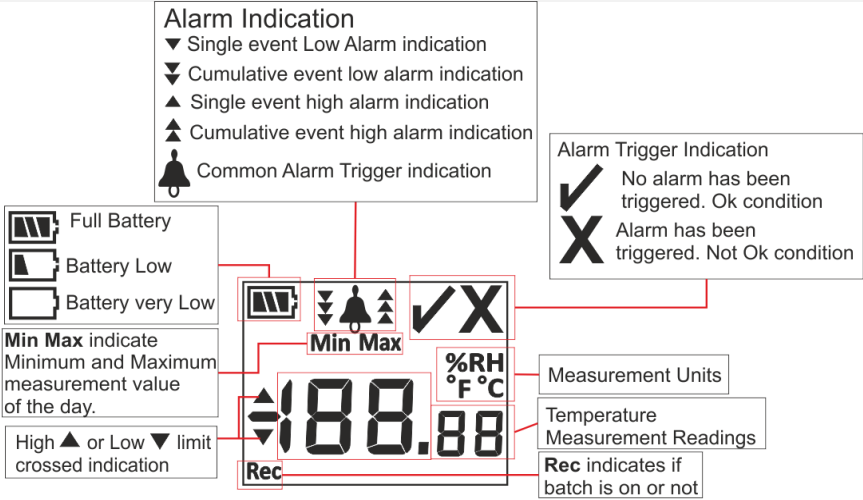 Alarm Indication
▼ Single event Low Alarm indication
Cumulative event low alarm indication
▲ Single event high alarm indication
Cumulative event high alarm indication
Common Alarm Trigger indication
Alarm Trigger Indication
No alarm has been
triggered. Ok condition
Alarm has been
triggered. Not Ok condition
Full Battery
Battery Low
Battery very Low
Min Max indicate
Minimum and Maximum
measurement value
of the day.
High ▲ or Low ▼ limit
crossed indication
Min Max
%RH
°F °C
-188.88
Rec
Measurement Units
Temperature
Measurement Readings
Rec indicates if
batch is on or not